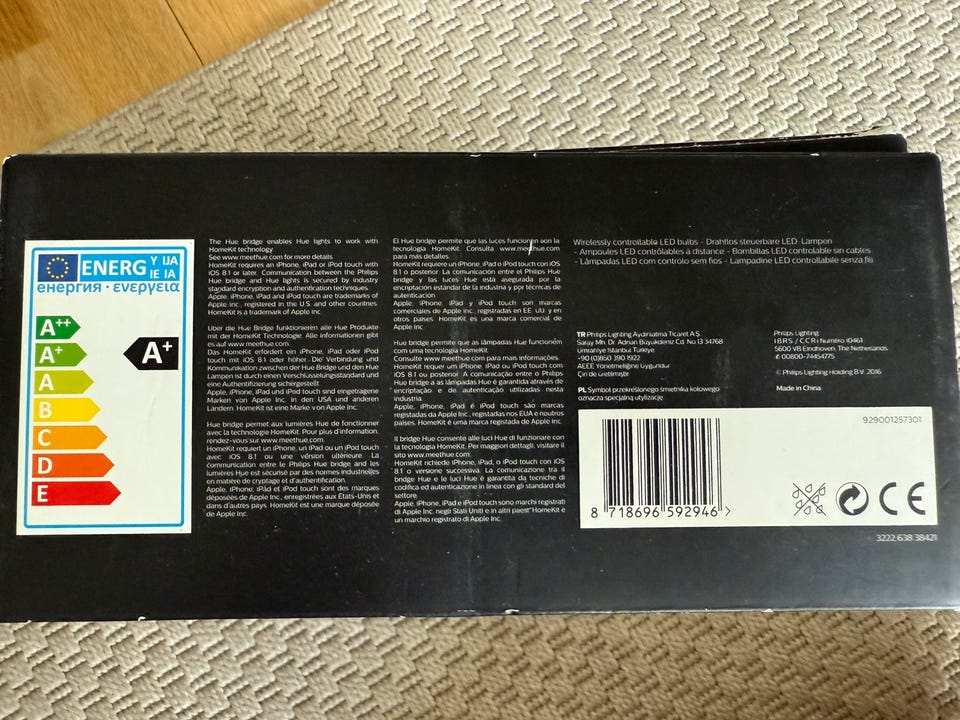 ENERG Y IJA
IE IA
енергия · ενεργεια
A++
A+
A
B
C
D
E
A+
The Hue bridge enables Hue lights to work with
HomeKit technology
See www.meethue.com for more details.
HomeKit requires an iPhone, iPad or iPod touch with
iOS 8.1 or later. Communication between the Philips
Hue bridge and Hue lights is secured by industry
standard encryption and authentication techniques.
Apple, iPhone, iPad and iPod touch are trademarks of
Apple Inc., registered in the U.S. and other countries
HomeKit is a trademark of Apple Inc.
Über die Hue Bridge funktionieren alle Hue Produkte
mit der HomeKit Technologie. Alle informationen gibt
es auf www.meethue.com
Das HomeKit erfordert ein iPhone, iPad oder iPod
touch mit iOS 8.1 oder höher. Die Verbindung und
Kommunikation zwischen der Hue Bridge und den Hue
Lampen ist durch einen Verschlüsselungsstandard und
eine Authentifizierung sichergestellt
Apple, iPhone, iPad und iPod touch sind eingetragene
Marken von Apple Inc. in den USA und anderen
Ländern. HomeKit ist eine Marke von Apple Inc.
Hue bridge permet aux lumières Hue de fonctionner
avec la technologie HomeKit. Pour plus d'information,
rendez-vous sur www.meethue.com.
HomeKit requiert un iPhone, un iPad ou un iPod touch
avec iOS 8.1 ou une version ultérieure. La
communication entre le Philips Hue bridge and les
lumières Hue est sécurisé par des normes industrielles
en matière de cryptage et d'authentification.
Apple, iPhone, iPad et iPod touch sont des marques
déposées de Apple Inc., enregistrées aux États-Unis et
dans d'autres pays. HomeKit est une marque déposée
de Apple Inc.
El Hue bridge permite que las luces funcionen con la
tecnología HomeKit. Consulta www.meethue.com
para más detalles.
HomeKit requiere un iPhone, iPad o iPod touch con iOS
8.1 o posterior. La comunicación entre el Philips Hue
bridge y las luces Hue está asegurada por la
encriptación estándar de la industria y por técnicas de
autenticación
Apple, iPhone, iPad y iPod touch son marcas
comerciales de Apple Inc., registradas en EE. UU. y en
otros países. HomeKit es una marca comercial de
Apple Inc.
Hue bridge permite que as lâmpadas Hue funcioném
com uma tecnologia HomeKit.
Consulte www.meethue.com para mas informações.
HomeKit requer um iPhone, iPad ou iPod touch com
iOS 8.1 ou posterior. A comunicação entre o Philips
Hue bridge a as lâmpadas Hue é garantida através de
encriptação e de autenticação utilizadas nesta
industria.
Apple, iPhone, iPad é iPod touch são marcas
registadas da Apple Inc., registadas nos EUA e noutros
países. HomeKit é uma marca registada de Apple Inc.
Il bridge Hue consente alle luci Hue di funzionare con
la tecnologia HomeKit. Per maggiori dettagli, visitare il
sito www.meethue.com
HomeKit richiede iPhone, iPad, o iPod touch con iOS
8.1 o versione successiva. La comunicazione tra il
bridge Hue e le luci Hue è garantita da tecniche di
codifica ed autenticazione in linea con gli standard del
settore.
Apple, iPhone, iPad e iPod touch sono marchi registrati
di Apple Inc. negli Stati Uniti e in altri paesi. HomeKit è
un marchio registrato di Apple Inc.
Wirelessly controllable LED bulbs - Drahtlos steuerbare LED-Lampen
- Ampoules LED contrôlables à distance - Bombillas LED controlable sin cables
- Lâmpadas LED com controlo sem fios - Lampadine LED controllabile senza fili
TR Philips Lighting Aydınlatma Ticaret A.S.
Saray Mh. Dr. Adnan Büyükdeniz Cd. No.13 34768
Ümraniye İstanbul Türkiye
+90 (0)850 390 1922
AEEE Yönetmeliğine Uygundur
Çin'de üretilmiştir
PL Symbol przekreślonego śmietnika kołowego
oznacza specjalną utylizację
Philips Lighting
I.B.R.S. / C.C.R.I. Numéro 10461
5600 VB Eindhoven, The Netherlands
✆ 00800-74454775
© Philips Lighting Holding B.V. 2016
Made in China
929001257301
8 718696 592946 >
CE
3222 638 38421